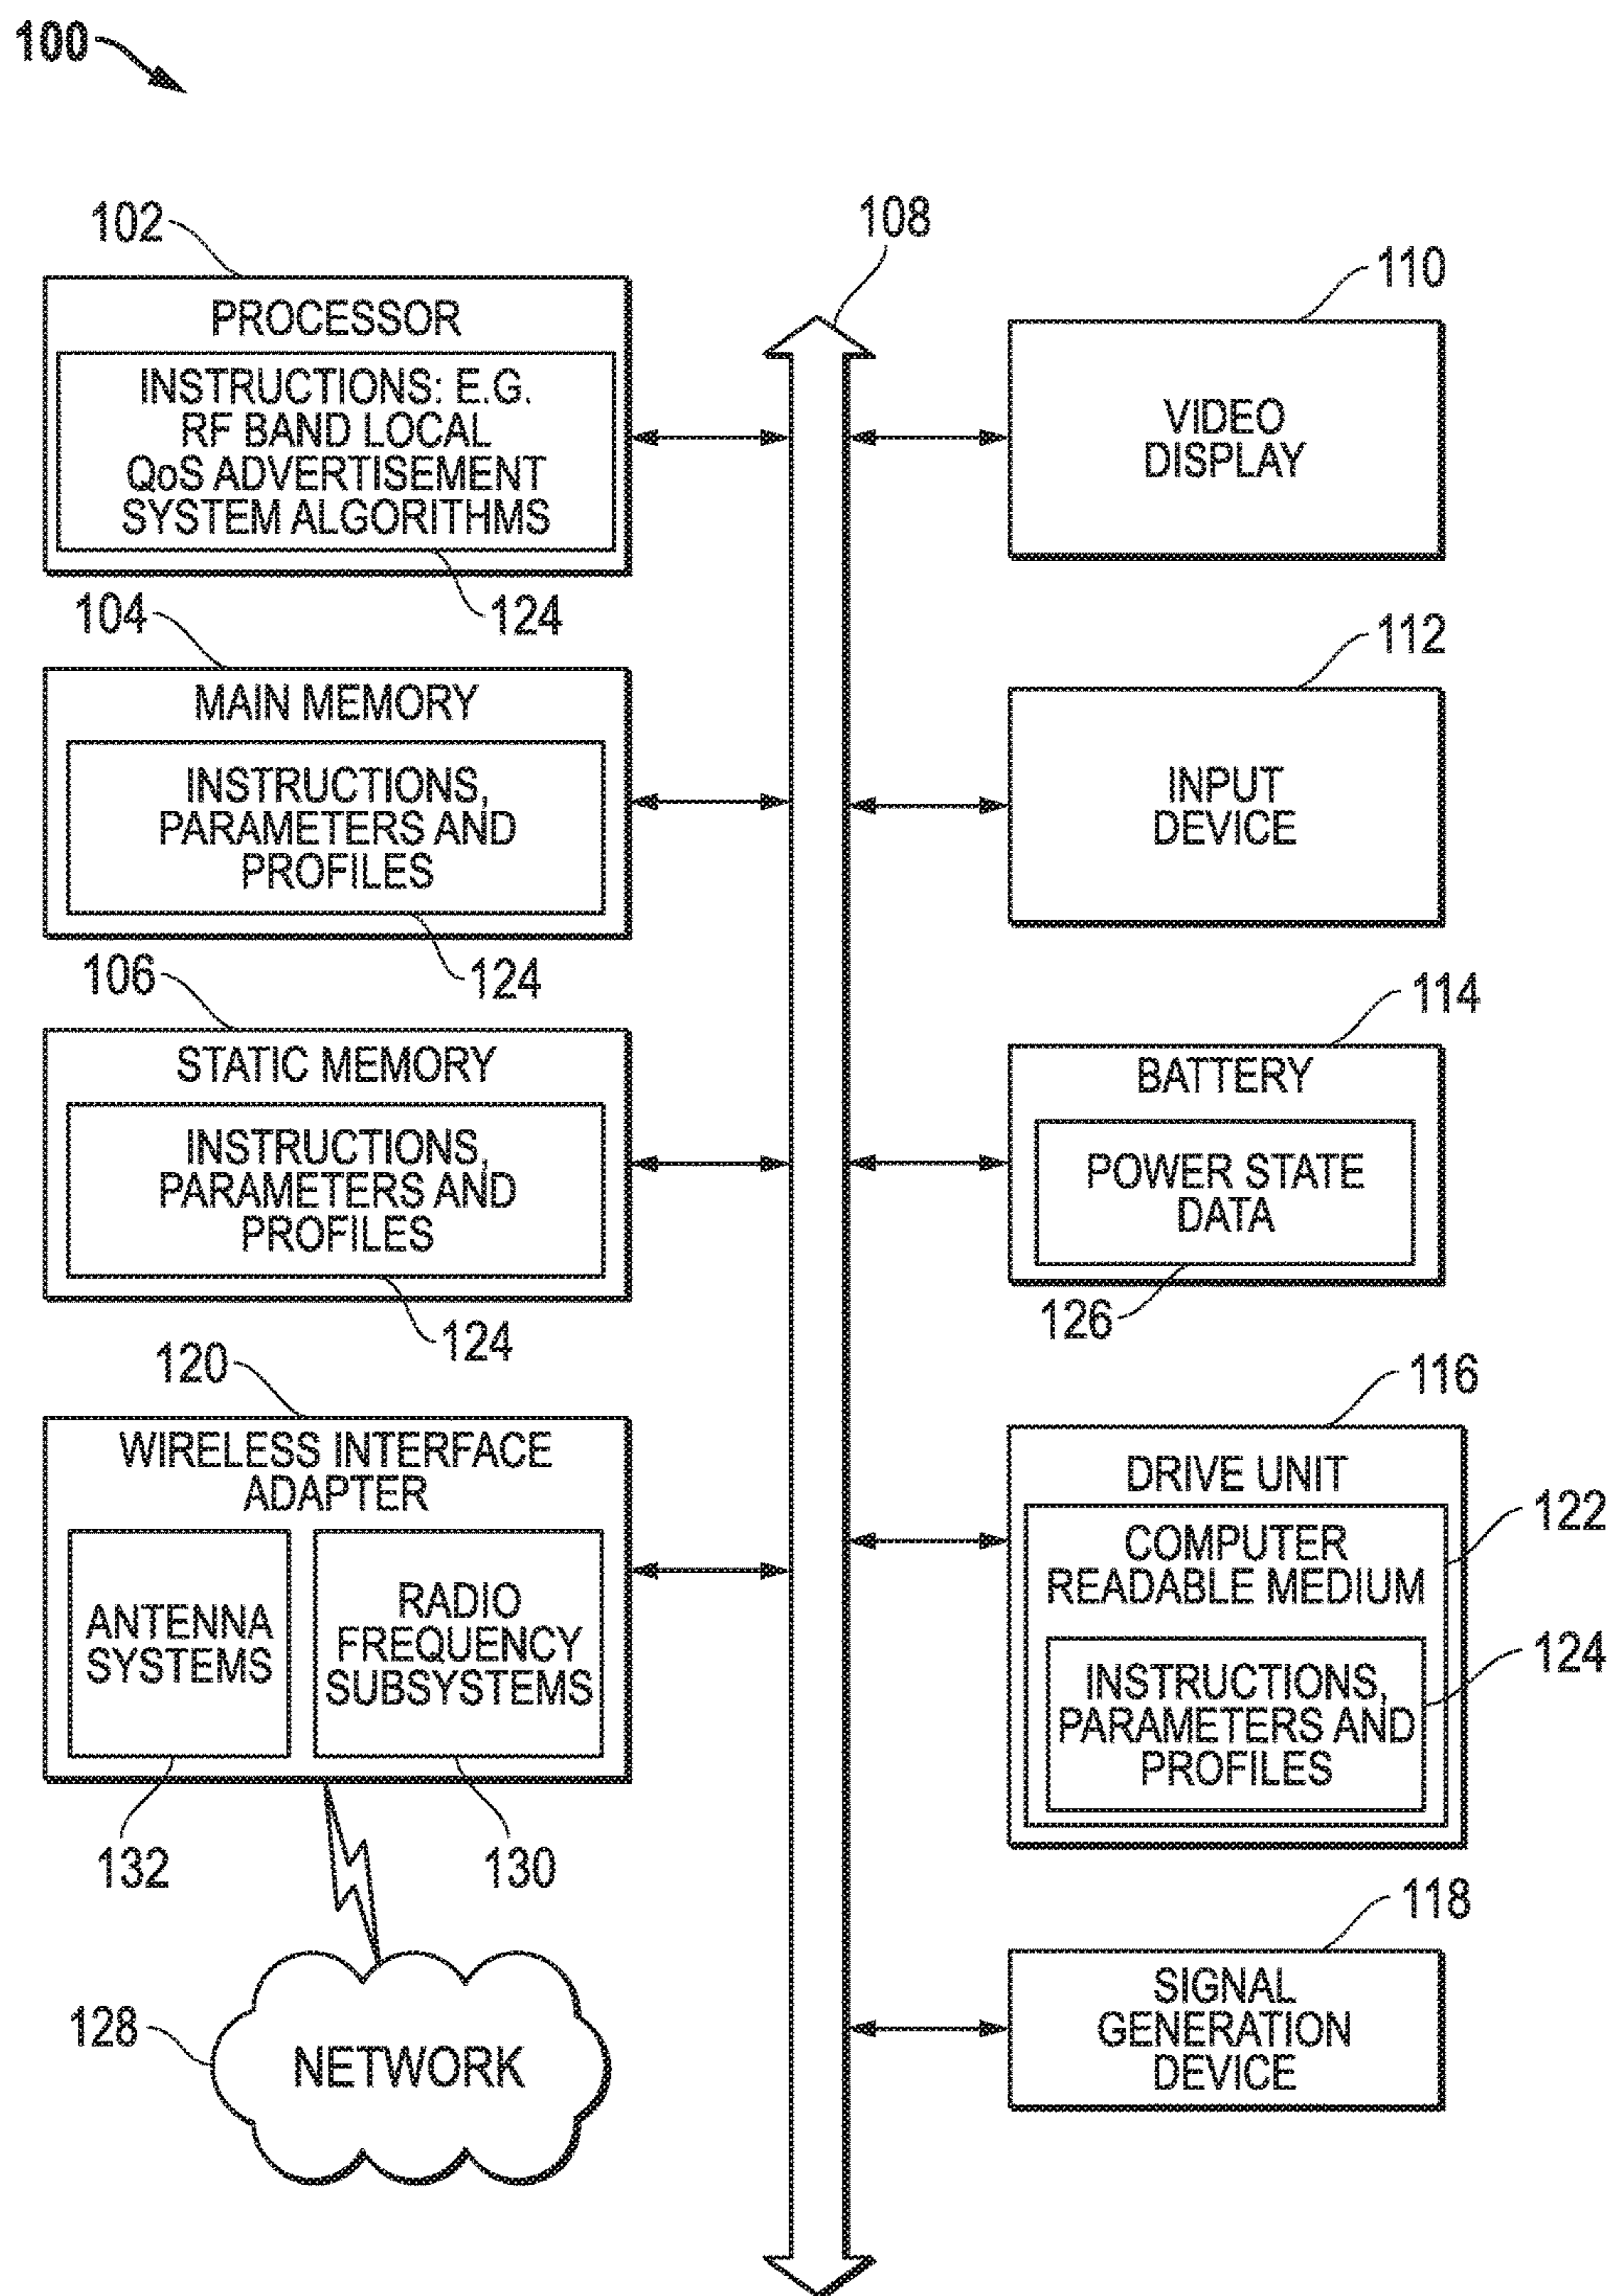 100
102
PROCESSOR
INSTRUCTIONS: E.G.
RF BAND LOCAL
QoS ADVERTISEMENT
SYSTEM ALGORITHMS
124
104
MAIN MEMORY
INSTRUCTIONS,
PARAMETERS AND
PROFILES
124
106
STATIC MEMORY
INSTRUCTIONS,
PARAMETERS AND
PROFILES
124
120
WIRELESS INTERFACE
ADAPTER
ANTENNA
SYSTEMS
RADIO
FREQUENCY
SUBSYSTEMS
132
130
128
NETWORK
108
110
VIDEO
DISPLAY
112
INPUT
DEVICE
114
BATTERY
POWER STATE
DATA
126
116
DRIVE UNIT
122
COMPUTER
READABLE MEDIUM
124
INSTRUCTIONS,
PARAMETERS AND
PROFILES
118
SIGNAL
GENERATION
DEVICE